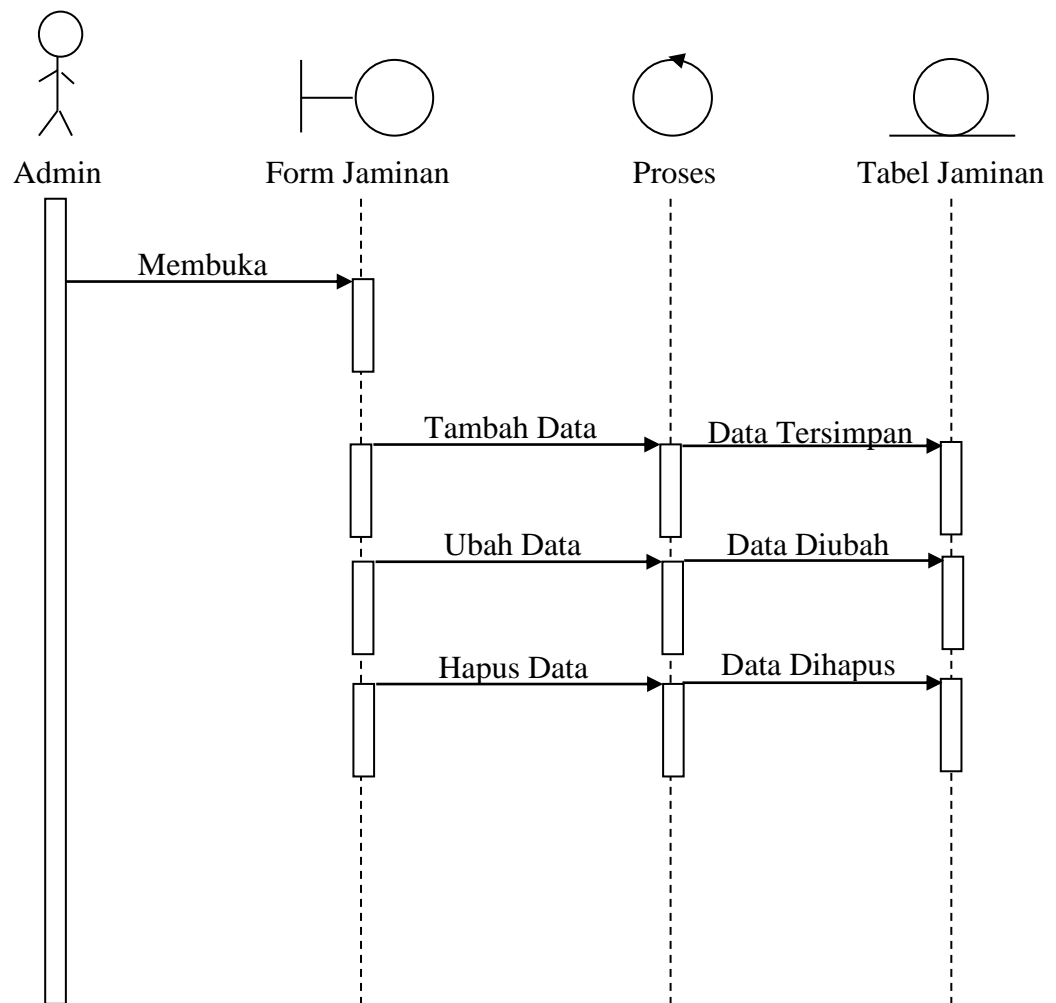 Admin
Form Jaminan
Proses
Tabel Jaminan
Membuka
Tambah Data
Data Tersimpan
Ubah Data
Data Diubah
Hapus Data
Data Dihapus